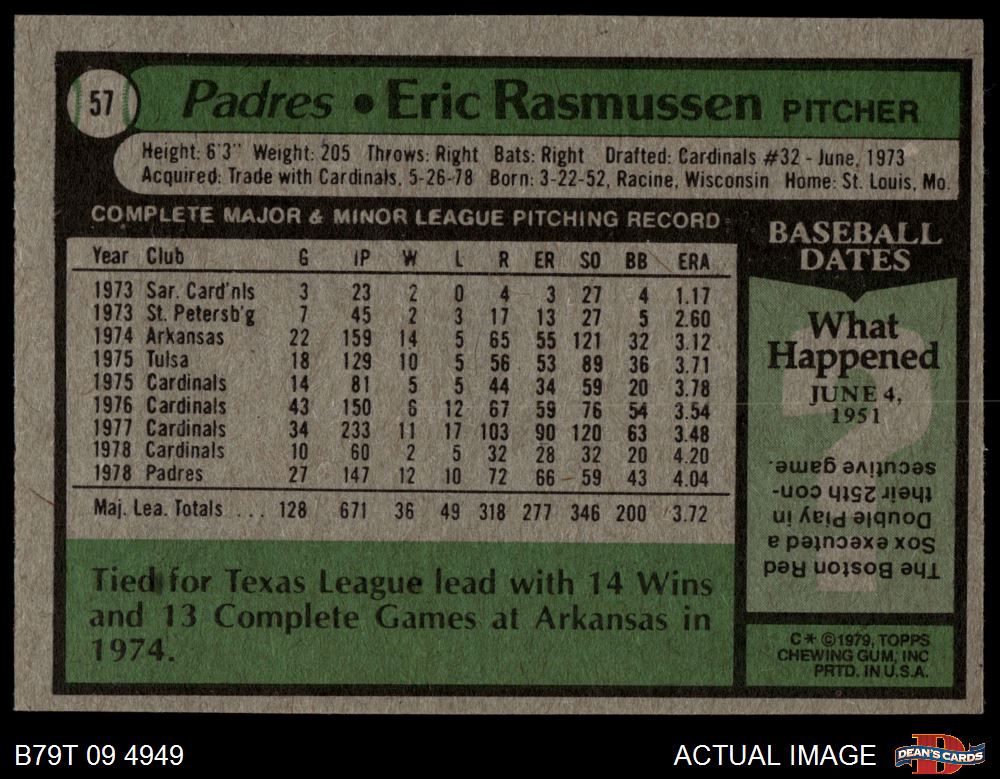 57
Padres • Eric Rasmussen PITCHER
Height: 6'3" Weight: 205 Throws: Right Bats: Right Drafted: Cardinals #32 - June, 1973
Acquired: Trade with Cardinals, 5-26-78 Born: 3-22-52, Racine, Wisconsin Home: St. Louis, Mo.
COMPLETE MAJOR & MINOR LEAGUE PITCHING RECORD
Year Club G IP W L R ER SO BB ERA
1973 Sar. Card'nls 3 23 2 0 4 3 27 4 1.17
1973 St. Petersb'g 7 45 2 3 17 13 27 5 2.60
1974 Arkansas 22 159 14 5 65 55 121 32 3.12
1975 Tulsa 18 129 10 5 56 53 89 36 3.71
1975 Cardinals 14 81 5 5 44 34 59 20 3.78
1976 Cardinals 43 150 6 12 67 59 76 54 3.54
1977 Cardinals 34 233 11 17 103 90 120 63 3.48
1978 Cardinals 10 60 2 5 32 28 32 20 4.20
1978 Padres 27 147 12 10 72 66 59 43 4.04
Maj. Lea. Totals ... 128 671 36 49 318 277 346 200 3.72
Tied for Texas League lead with 14 Wins
and 13 Complete Games at Arkansas in
1974.
BASEBALL
DATES
What
Happened
JUNE 4,
1951
The Boston Red
Sox executed a
Double Play in
their 25th con-
secutive game.
C* ©1979, TOPPS
CHEWING GUM, INC
PRTD. IN U.S.A.
B79T 09 4949
ACTUAL IMAGE
DEAN'S CARDS